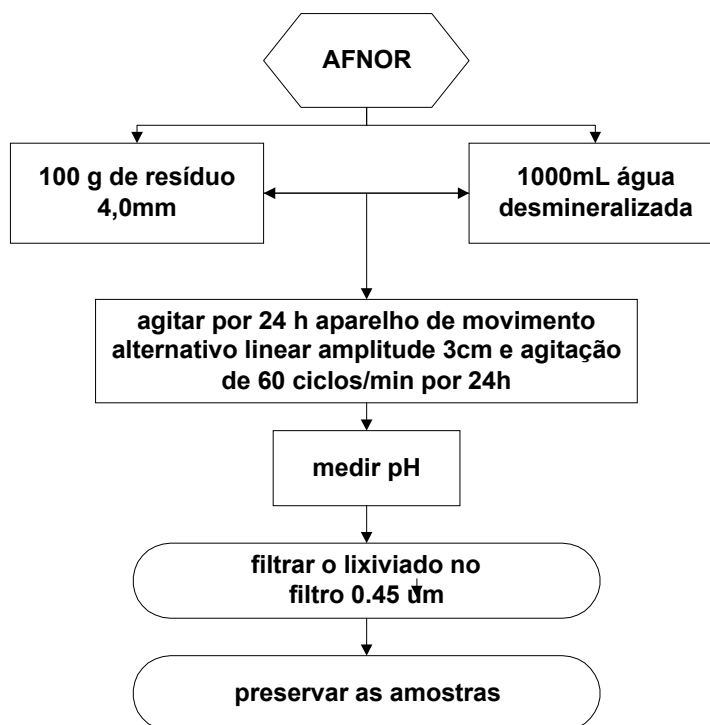 AFNOR
100 g de resíduo
4,0mm
1000mL água
desmineralizada
agitar por 24 h aparelho de movimento
alternativo linear amplitude 3cm e agitação
de 60 ciclos/min por 24h
medir pH
filtrar o lixiviado no
filtro 0.45 um
preservar as amostras